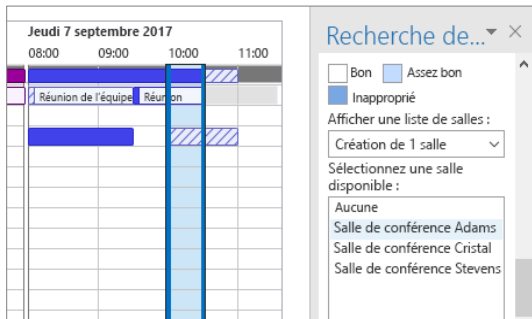 Jeudi 7 septembre 2017
08:00 09:00 10:00 11:00
Réunion de l'équipe Réunion
Recherche de...
Bon Assez bon
Inapproprié
Afficher une liste de salles :
Création de 1 salle
Sélectionnez une salle
disponible :
Aucune
Salle de conférence Adams
Salle de conférence Cristal
Salle de conférence Stevens